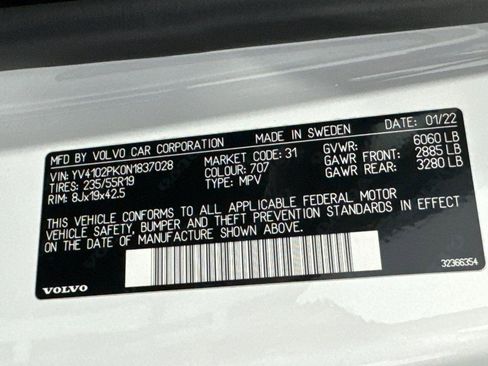 MFD BY VOLVO CAR CORPORATION MADE IN SWEDEN DATE: 01/22
VIN: YV4102PK0N1837028 MARKET CODE: 31 GVWR: 6060 LB
TIRES: 235/55R19 COLOUR: 707 GAWR FRONT: 2885 LB
RIM: 8Jx19x42.5 TYPE: MPV GAWR REAR: 3280 LB
THIS VEHICLE CONFORMS TO ALL APPLICABLE FEDERAL MOTOR
VEHICLE SAFETY, BUMPER AND THEFT PREVENTION STANDARDS IN EFFECT
ON THE DATE OF MANUFACTURE SHOWN ABOVE.
VOLVO 32366354